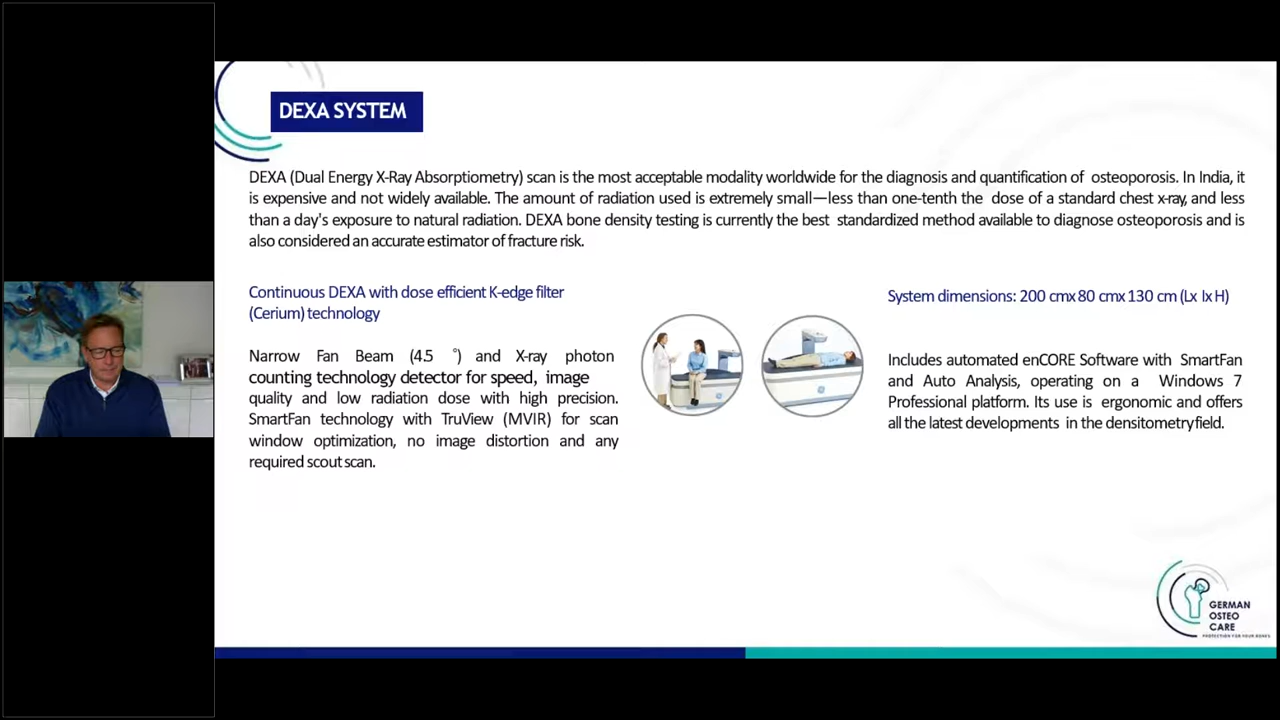 DEXA SYSTEM
DEXA (Dual Energy X-Ray Absorptiometry) scan is the most acceptable modality worldwide for the diagnosis and quantification of osteoporosis. In India, it
is expensive and not widely available. The amount of radiation used is extremely small—less than one-tenth the dose of a standard chest x-ray, and less
than a day's exposure to natural radiation. DEXA bone density testing is currently the best standardized method available to diagnose osteoporosis and is
also considered an accurate estimator of fracture risk.
Continuous DEXA with dose efficient K-edge filter
(Cerium) technology
Narrow Fan Beam (4.5 °) and X-ray photon
counting technology detector for speed, image
quality and low radiation dose with high precision.
SmartFan technology with TruView (MVIR) for scan
window optimization, no image distortion and any
required scout scan.
System dimensions: 200 cmx 80 cmx 130 cm (Lx lx H)
Includes automated enCORE Software with SmartFan
and Auto Analysis, operating on a Windows 7
Professional platform. Its use is ergonomic and offers
all the latest developments in the densitometry field.
GERMAN
OSTEO
CARE
PROTECTION FOR YOUR BONES